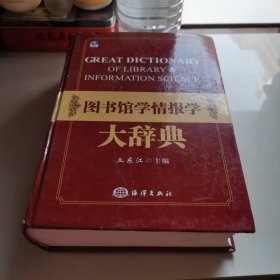 GREAT DICTIONARY
OF LIBRARY &
INFORMATION SCIENCE
图书馆学情报学
大辞典
丘东江 ◎ 主编
海洋出版社